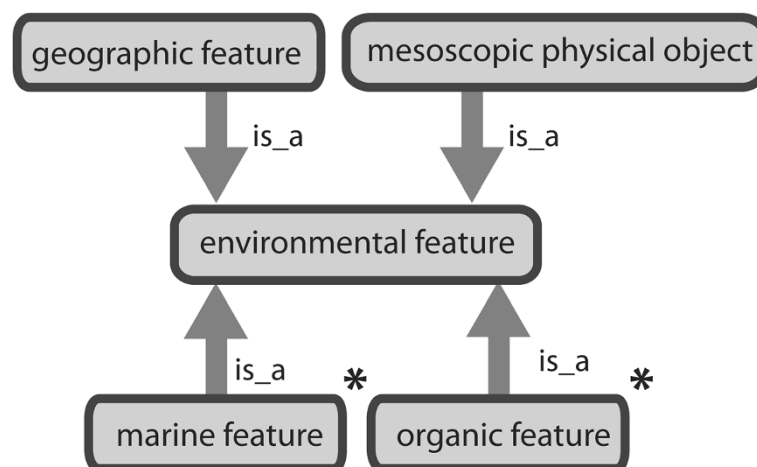 geographic feature
mesoscopic physical object
is_a
is_a
environmental feature
is_a
*
is_a
*
marine feature
organic feature